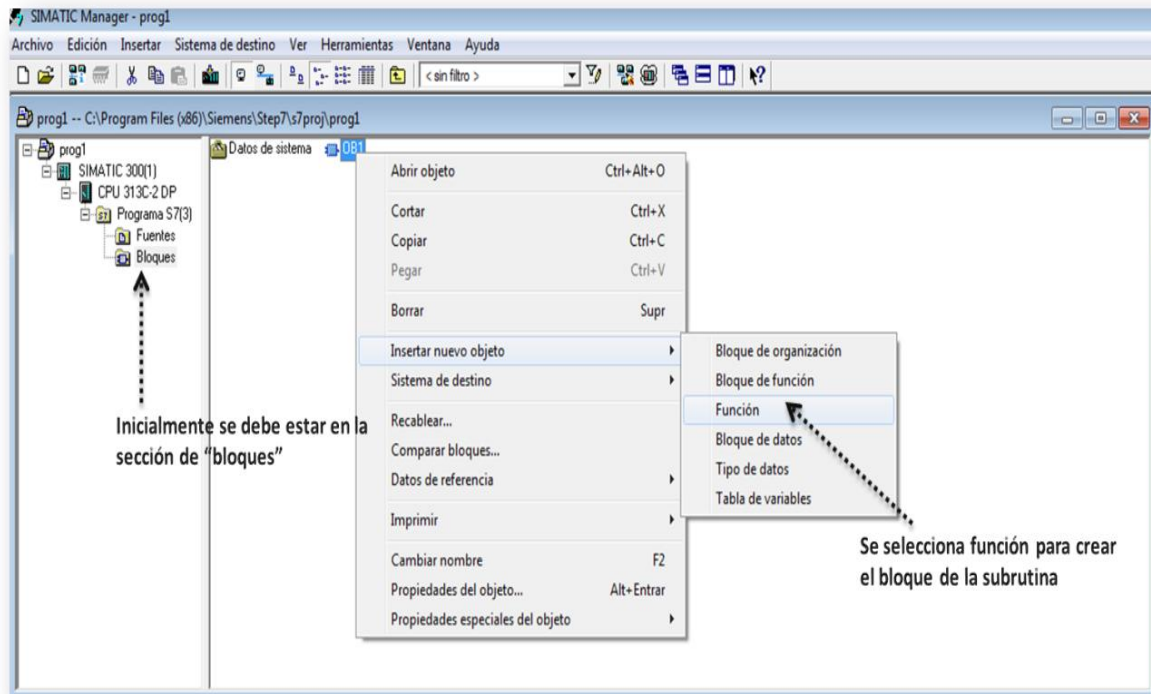 SIMATIC Manager - prog1
Archivo Edición Insertar Sistema de destino Ver Herramientas Ventana Ayuda
< sin filtro >
prog1 -- C:\Program Files (x86)\Siemens\Step7\s7proj\prog1
prog1
SIMATIC 300(1)
CPU 313C-2 DP
Programa S7(3)
Fuentes
Bloques
Datos de sistema OB1
Abrir objeto Ctrl+Alt+O
Cortar Ctrl+X
Copiar Ctrl+C
Pegar Ctrl+V
Borrar Supr
Insertar nuevo objeto
Sistema de destino
Recablear...
Comparar bloques...
Datos de referencia
Imprimir
Cambiar nombre F2
Propiedades del objeto... Alt+Entrar
Propiedades especiales del objeto
Bloque de organización
Bloque de función
Función
Bloque de datos
Tipo de datos
Tabla de variables
Inicialmente se debe estar en la
sección de “bloques”
Se selecciona función para crear
el bloque de la subrutina